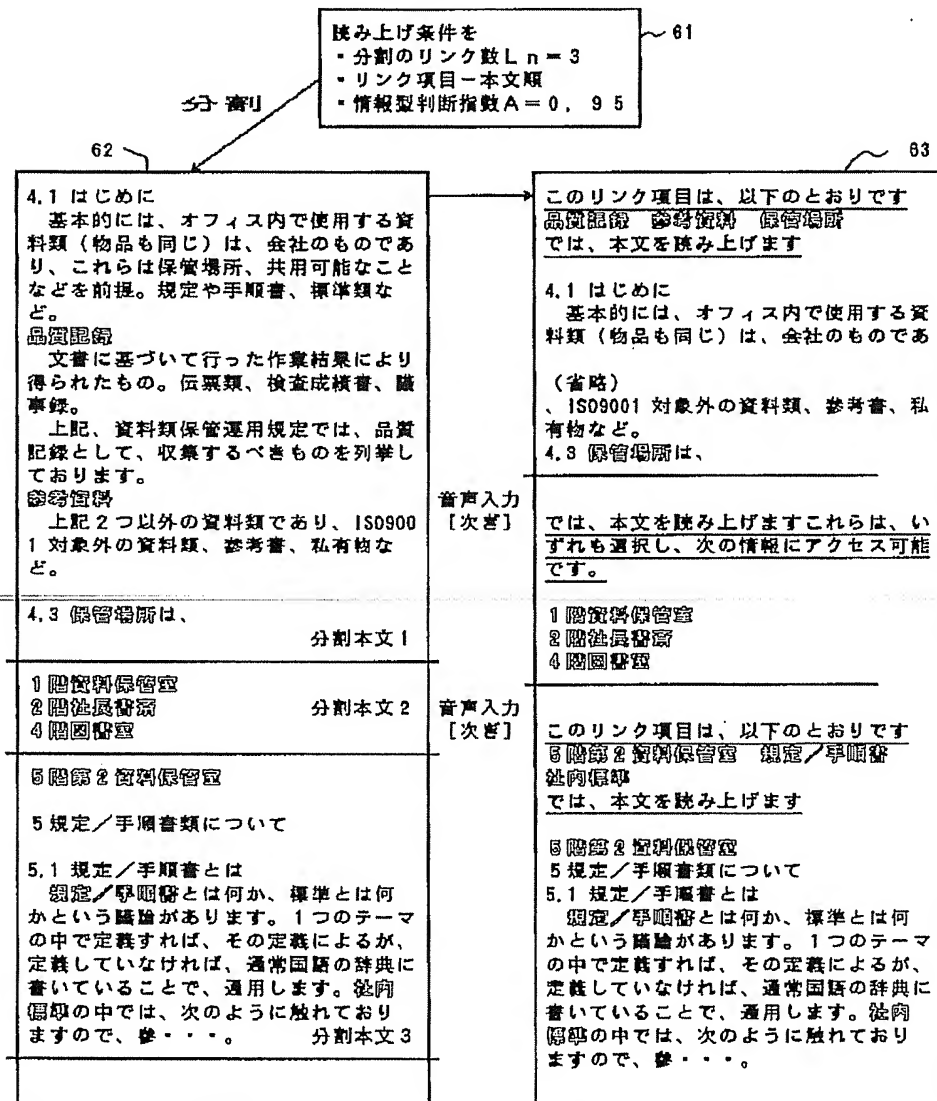 読み上げ条件を
・分割のリンク数Ln=3
・リンク項目−本文順
・情報型判断指数A=0，95
61
分割
62
4.1 はじめに
基本的には、オフィス内で使用する資
料類（物品も同じ）は、会社のものであ
り、これらは保管場所、共用可能なこと
などを前提。規定や手順書、標準類な
ど。
品質記録
文書に基づいて行った作業結果により
得られたもの。伝票類、検査成績書、議
事録。
上記、資料類保管運用規定では、品質
記録として、収集するべきものを列挙し
ております。
参考資料
上記２つ以外の資料類であり、ISO900
1 対象外の資料類、参考書、私有物な
ど。
4.3 保管場所は、
分割本文１
１階資料保管室
２階社長書斎 分割本文２
４階図書室
５階第２資料保管室
５規定／手順書類について
5.1 規定／手順書とは
規定／手順書とは何か、標準とは何
かという議論があります。１つのテーマ
の中で定義すれば、その定義によるが、
定義していなければ、通常国語の辞典に
書いていることで、通用します。社内
標準の中では、次のように触れており
ますので、参・・・。 分割本文３
音声入力
［次ぎ］
音声入力
［次ぎ］
63
このリンク項目は、以下のとおりです
品質記録 参考資料 保管場所
では、本文を読み上げます
4.1 はじめに
基本的には、オフィス内で使用する資
料類（物品も同じ）は、会社のものであ
（省略）
、ISO9001 対象外の資料類、参考書、私
有物など。
4.3 保管場所は、
では、本文を読み上げますこれらは、い
ずれも選択し、次の情報にアクセス可能
です。
１階資料保管室
２階社長書斎
４階図書室
このリンク項目は、以下のとおりです
５階第２資料保管室 規定／手順書
社内標準
では、本文を読み上げます
５階第２資料保管室
５規定／手順書類について
5.1 規定／手順書とは
規定／手順書とは何か、標準とは何
かという議論があります。１つのテーマ
の中で定義すれば、その定義によるが、
定義していなければ、通常国語の辞典に
書いていることで、通用します。社内
標準の中では、次のように触れており
ますので、参・・・。